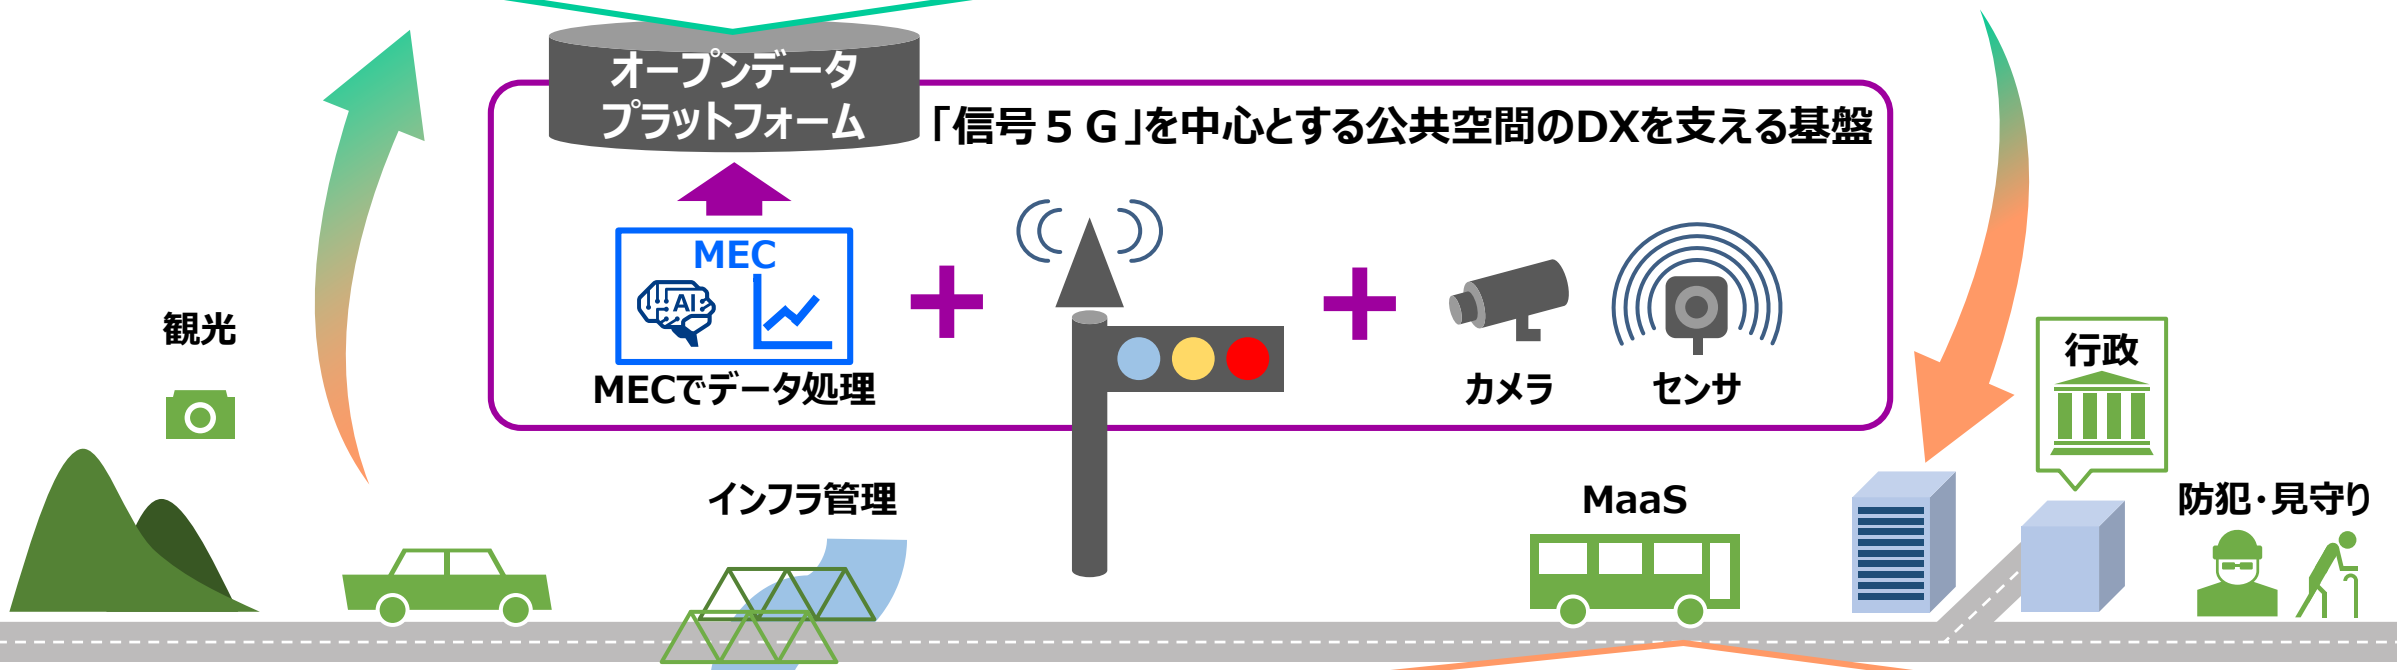 オープンデータ
プラットフォーム
「信号５Ｇ」を中心とする公共空間のDXを支える基盤
MEC
AI
MECでデータ処理
カメラ
センサ
観光
行政
インフラ管理
MaaS
防犯・見守り